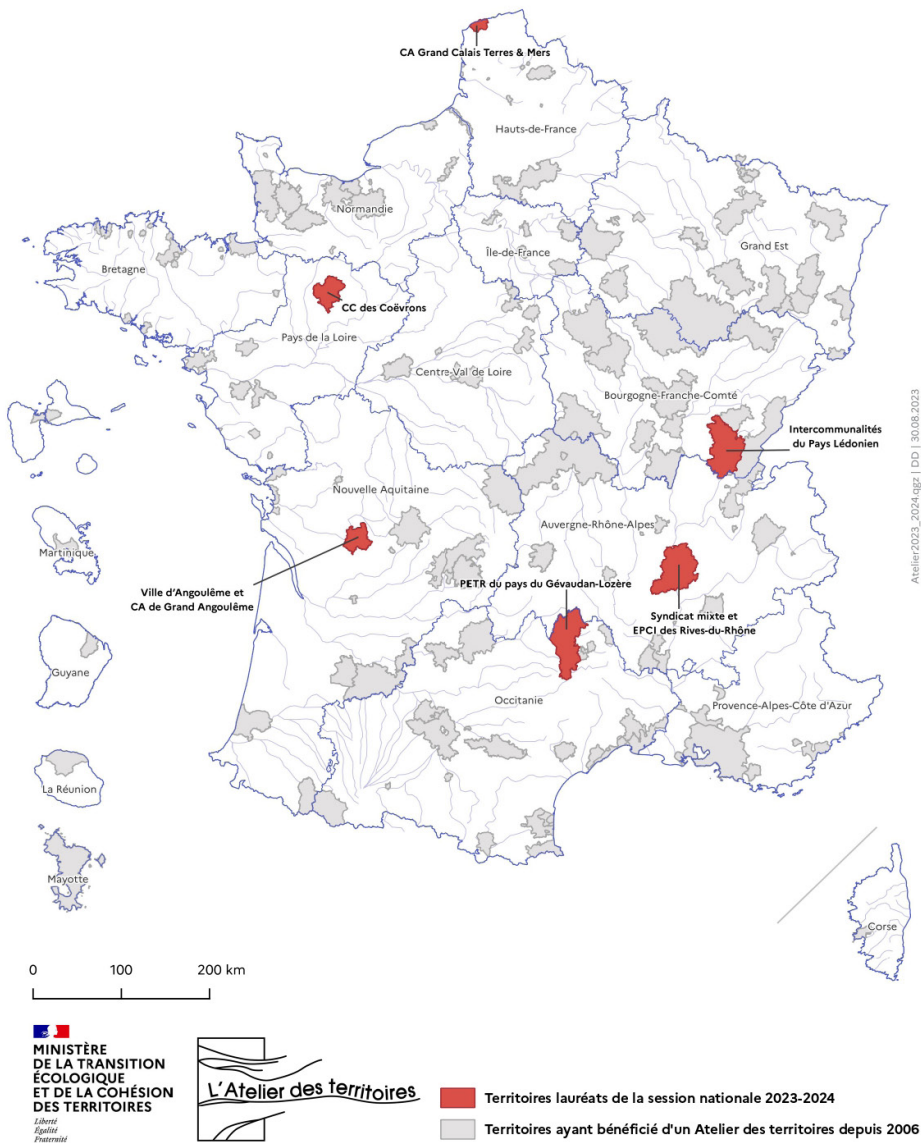 CA Grand Calais Terres & Mers
Hauts-de-France
Normandie
Île-de-France
Grand Est
Bretagne
CC des Coëvrons
Pays de la Loire
Centre-Val de Loire
Bourgogne-Franche-Comté
Intercommunalités
du Pays Lédonien
Nouvelle Aquitaine
Auvergne-Rhône-Alpes
Martinique
Ville d'Angoulême et
CA de Grand Angoulême
PETR du pays du Gévaudan-Lozère
Syndicat mixte et
EPCI des Rives-du-Rhône
Guyane
Occitanie
Provence-Alpes-Côte d'Azur
La Réunion
Mayotte
Corse
Atelier2023_2024.qgz | DD | 30.08.2023
0 100 200 km
MINISTÈRE
DE LA TRANSITION
ÉCOLOGIQUE
ET DE LA COHÉSION
DES TERRITOIRES
Liberté
Égalité
Fraternité
L'Atelier des territoires
Territoires lauréats de la session nationale 2023-2024
Territoires ayant bénéficié d'un Atelier des territoires depuis 2006